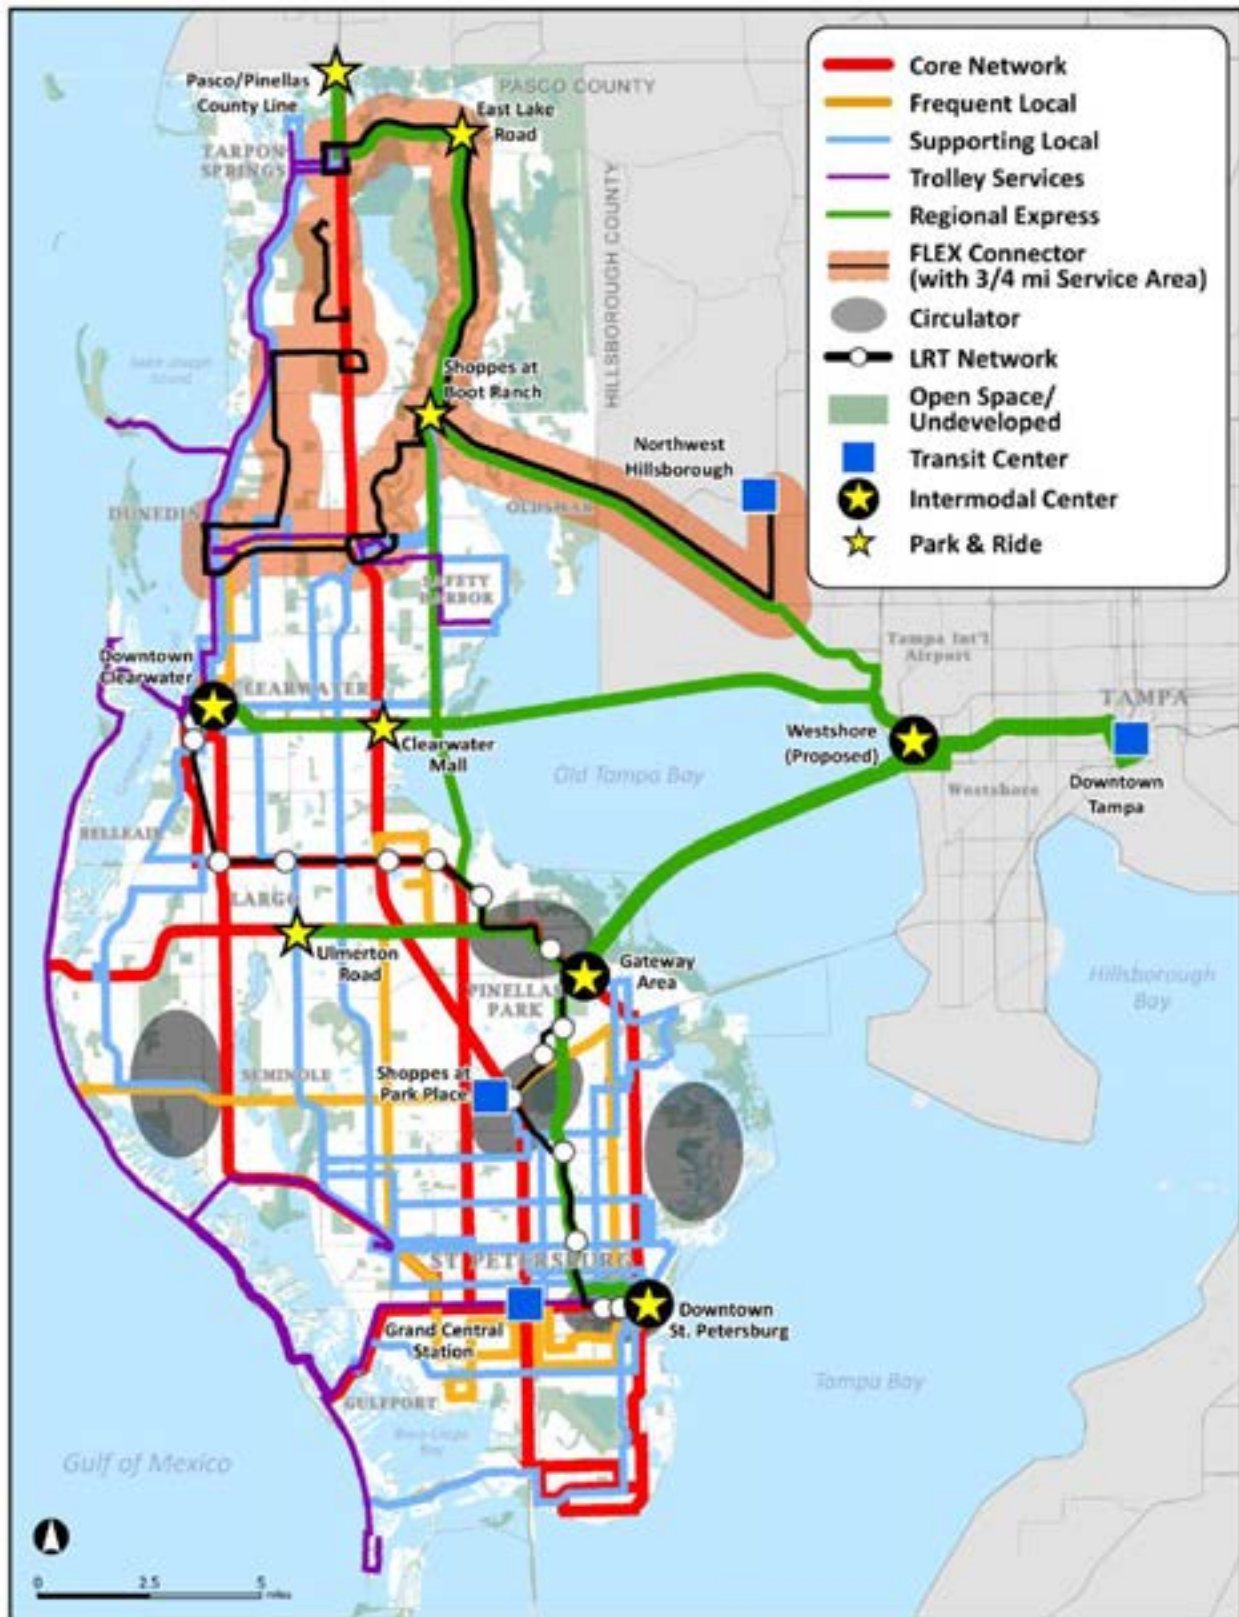 Pasco/Pinellas
County Line
PASCO COUNTY
East Lake
Road
TARPON
SPRINGS
HILLSBOROUGH COUNTY
Shoppes at
Boot Ranch
Northwest
Hillsborough
DUNEDIN
OLDSMAR
SAFETY
HARBOR
Downtown
Clearwater
CLEARWATER
Clearwater
Mall
Tampa Int'l
Airport
TAMPA
Westshore
(Proposed)
Westshore
Downtown
Tampa
Old Tampa Bay
BELLEAIR
LARGO
Ulmerton
Road
Gateway
Area
PINELLAS
PARK
Hillsborough
Bay
SEMINOLE
Shoppes at
Park Place
ST PETERSBURG
Grand Central
Station
Downtown
St. Petersburg
GULFPORT
Boca Ciega
Bay
Tampa Bay
Gulf of Mexico
0 2.5 5
miles
Core Network
Frequent Local
Supporting Local
Trolley Services
Regional Express
FLEX Connector
(with 3/4 mi Service Area)
Circulator
LRT Network
Open Space/
Undeveloped
Transit Center
Intermodal Center
Park & Ride